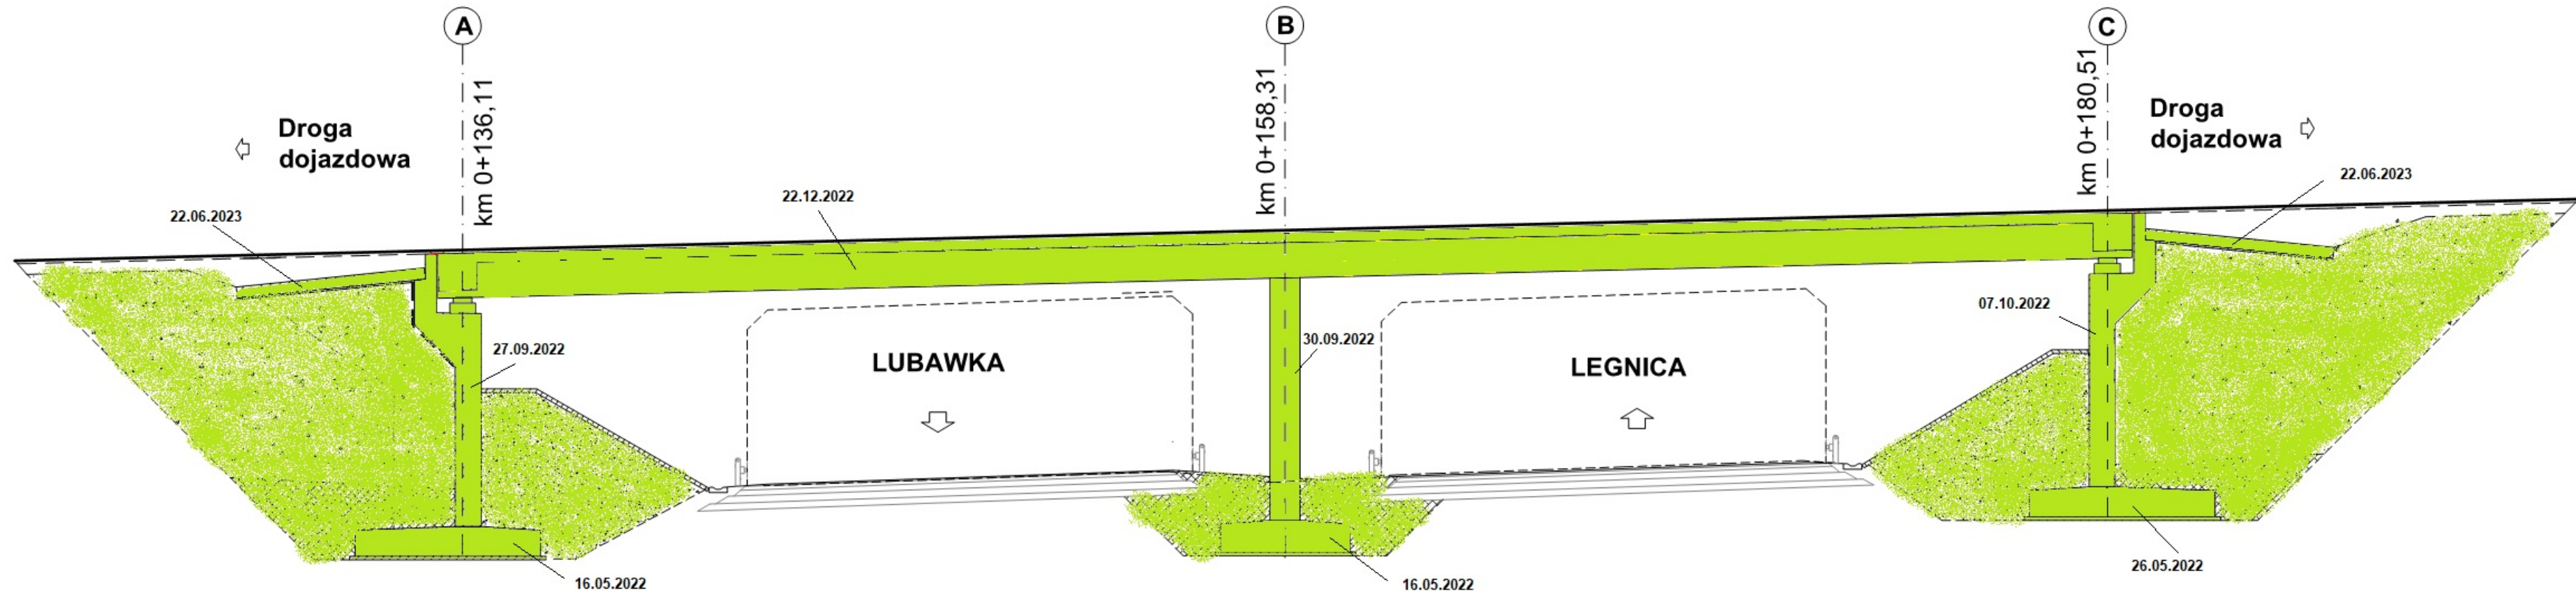 A
B
C
km 0+136,11
km 0+158,31
km 0+180,51
Droga
dojazdowa
Droga
dojazdowa
22.06.2023
22.12.2022
22.06.2023
27.09.2022
LUBAWKA
30.09.2022
LEGNICA
07.10.2022
16.05.2022
16.05.2022
26.05.2022